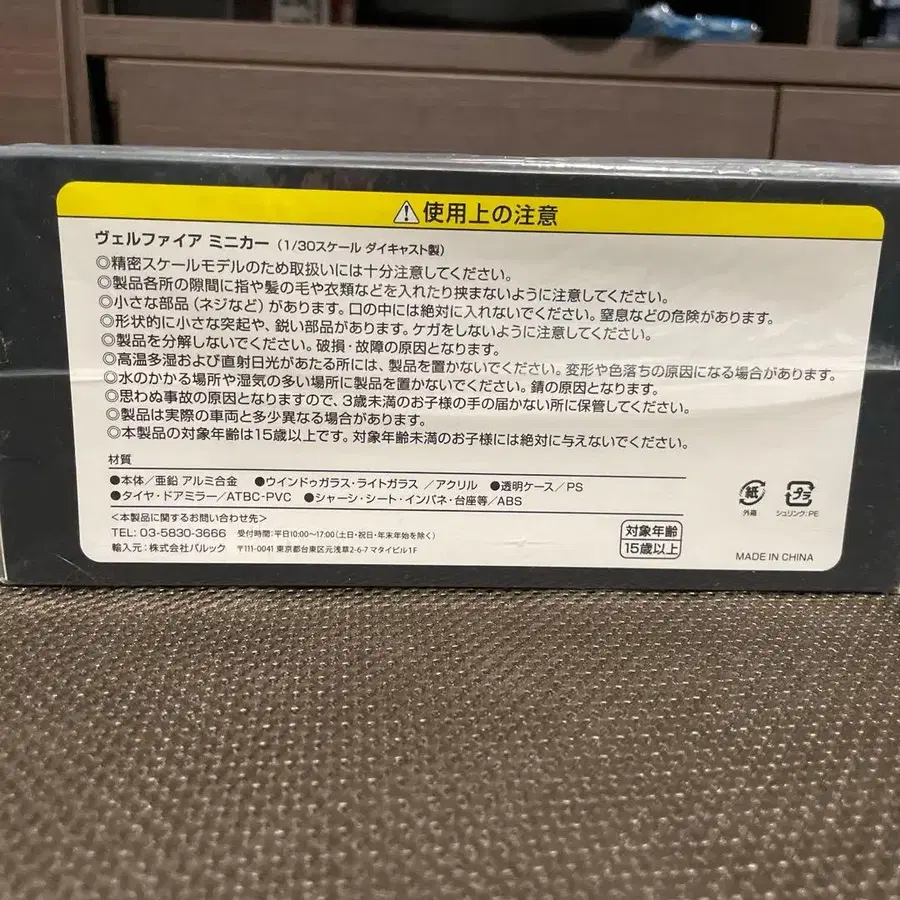 ⚠使用上の注意
ヴェルファイア ミニカー (1/30スケール ダイキャスト製)
◎精密スケールモデルのため取扱いには十分注意してください。
◎製品各所の隙間に指や髪の毛や衣類などを入れたり挟まないように注意してください。
◎小さな部品(ネジなど)があります。口の中には絶対に入れないでください。窒息などの危険があります。
◎形状的に小さな突起や、鋭い部品があります。ケガをしないように注意してください。
◎製品を分解しないでください。破損・故障の原因となります。
◎高温多湿および直射日光があたる所には、製品を置かないでください。変形や色落ちの原因になる場合があります。
◎水のかかる場所や湿気の多い場所に製品を置かないでください。錆の原因となります。
◎思わぬ事故の原因となりますので、3歳未満のお子様の手の届かない所に保管してください。
◎製品は実際の車両と多少異なる場合があります。
◎本製品の対象年齢は15歳以上です。対象年齢未満のお子様には絶対に与えないでください。
材質
●本体/亜鉛 アルミ合金 ●ウインドゥガラス・ライトガラス /アクリル ●透明ケース/PS
●タイヤ・ドアミラー/ATBC-PVC ●シャーシ・シート・インパネ・台座等/ABS
<本製品に関するお問い合わせ先>
TEL: 03-5830-3666 受付時間:平日10:00〜17:00(土日・祝日・年末年始を除く)
輸入元:株式会社パルック 〒111-0041 東京都台東区元浅草2-6-7 マタイビル1F
対象年齢
15歳以上
紙
外箱
プラ
シュリンク:PE
MADE IN CHINA